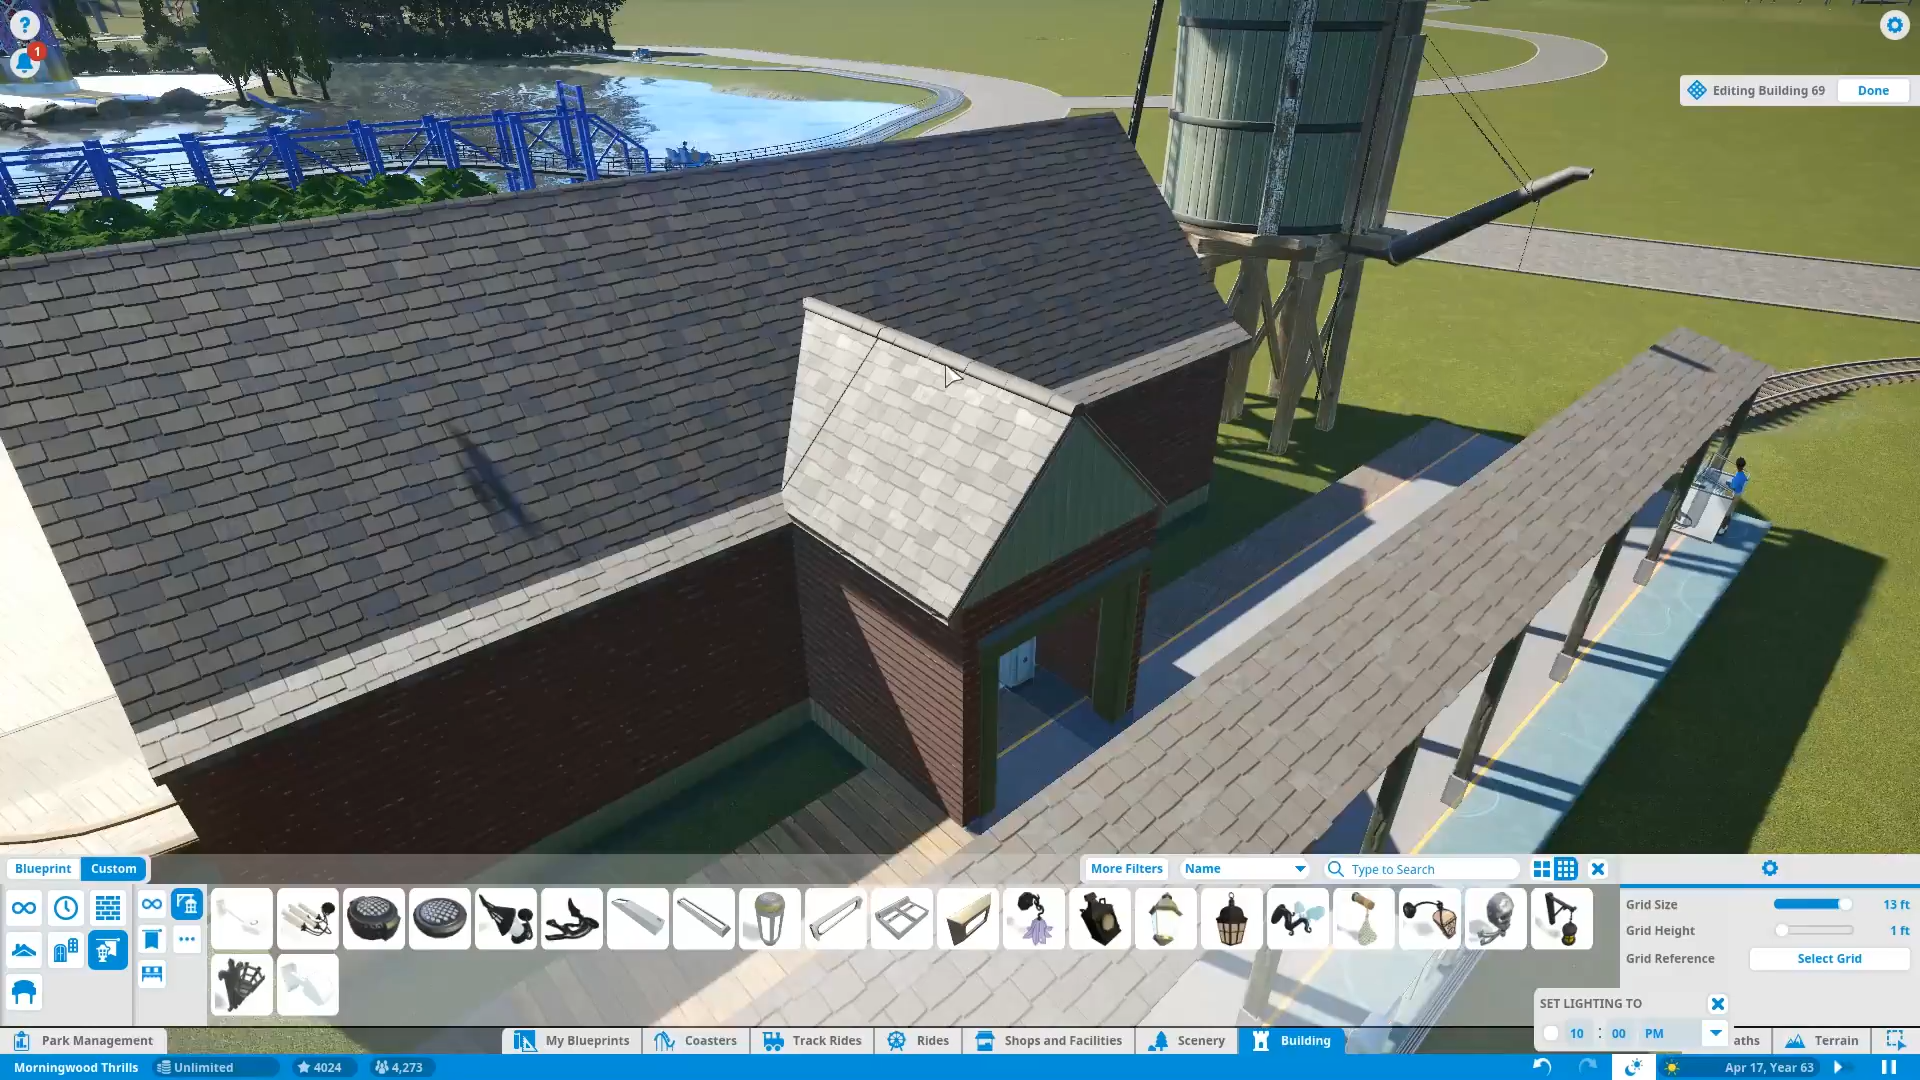 ?
1
Editing Building 69
Done
Blueprint
Custom
More Filters
Name
Type to Search
Grid Size
13 ft
Grid Height
1 ft
Grid Reference
Select Grid
SET LIGHTING TO
10 : 00 PM
Park Management
My Blueprints
Coasters
Track Rides
Rides
Shops and Facilities
Scenery
Building
aths
Terrain
Morningwood Thrills
Unlimited
4024
4,273
Apr 17, Year 63